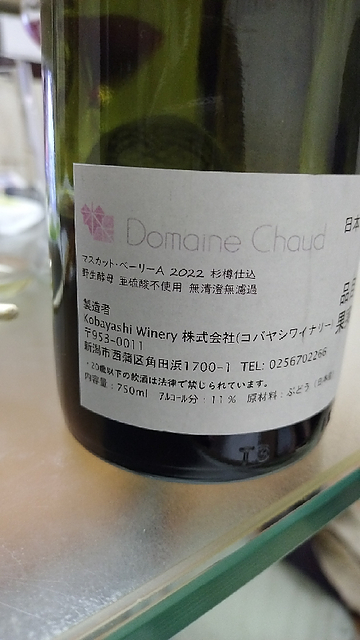 Domaine Chaud
日本
マスカット・ベーリーA 2022 杉樽仕込
野生酵母 亜硫酸不使用 無清澄無濾過
品
果
製造者
Kobayashi Winery 株式会社(コバヤシワイナリー)
〒953-0011
新潟市西蒲区角田浜1700-1 TEL: 0256702266
・20歳以下の飲酒は法律で禁じられています。
内容量：750ml アルコール分：11% 原料料：ぶどう